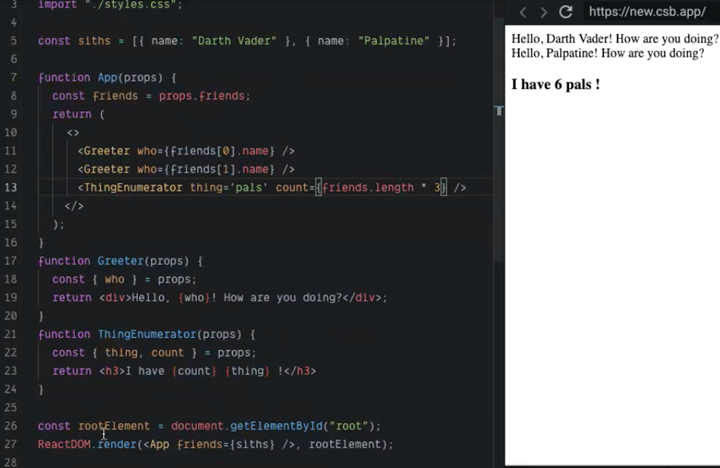 3 import "./styles.css";
4
5 const siths = [{ name: "Darth Vader" }, { name: "Palpatine" }];
6
7 function App(props) {
8 const friends = props.friends;
9 return (
10 <>
11 <Greeter who={friends[0].name} />
12 <Greeter who={friends[1].name} />
13 <ThingEnumerator thing='pals' count={friends.length * 3} />
14 </>
15 );
16 }
17 function Greeter(props) {
18 const { who } = props;
19 return <div>Hello, {who}! How are you doing?</div>;
20 }
21 function ThingEnumerator(props) {
22 const { thing, count } = props;
23 return <h3>I have {count} {thing} !</h3>
24 }
25
26 const rootElement = document.getElementById("root");
27 ReactDOM.render(<App friends={siths} />, rootElement);
28
https://new.csb.app/
Hello, Darth Vader! How are you doing?
Hello, Palpatine! How are you doing?
I have 6 pals !